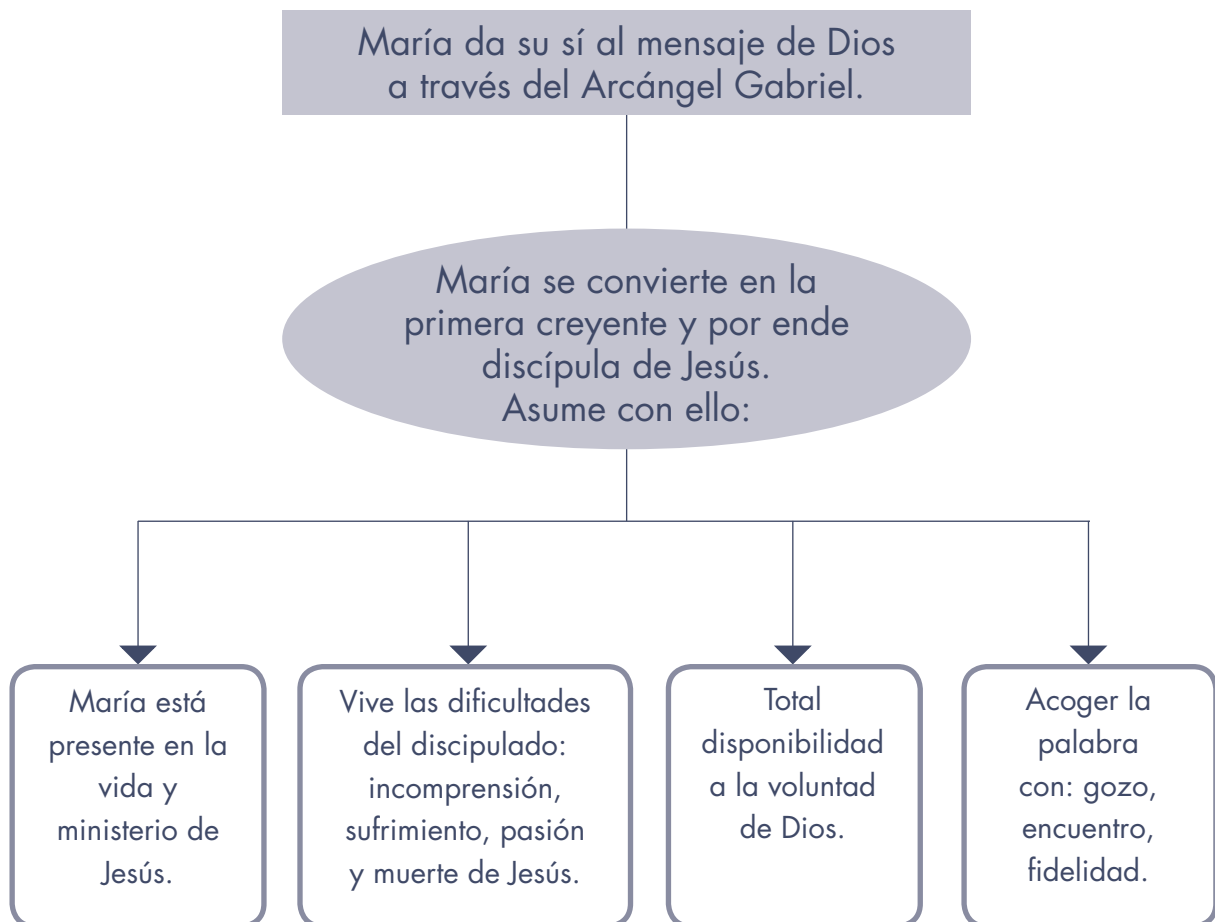 María da su sí al mensaje de Dios
a través del Arcángel Gabriel.
María se convierte en la
primera creyente y por ende
discípula de Jesús.
Asume con ello:
María está
presente en la
vida y
ministerio de
Jesús.
Vive las dificultades
del discipulado:
incomprensión,
sufrimiento, pasión
y muerte de Jesús.
Total
disponibilidad
a la voluntad
de Dios.
Acoger la
palabra
con: gozo,
encuentro,
fidelidad.